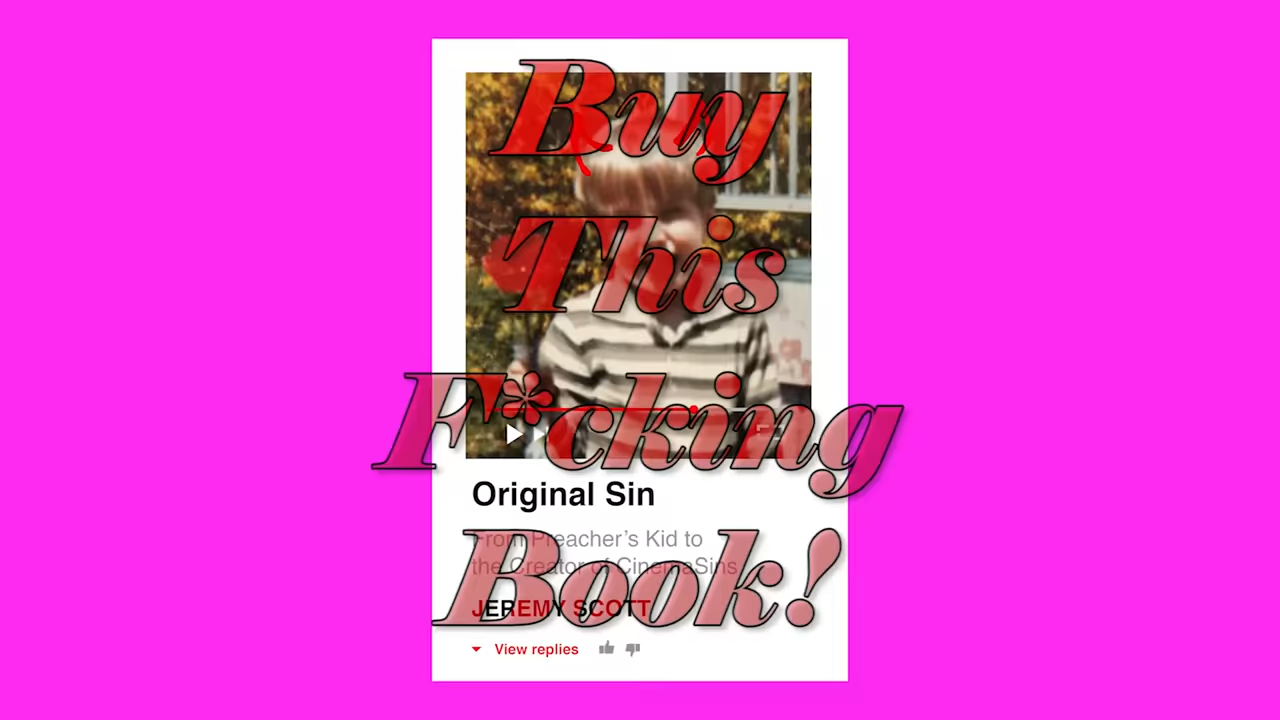 Buy
This
F*cking
Book!
Original Sin
From Preacher’s Kid to
the Creator of CinemaSins
JEREMY SCOTT
View replies